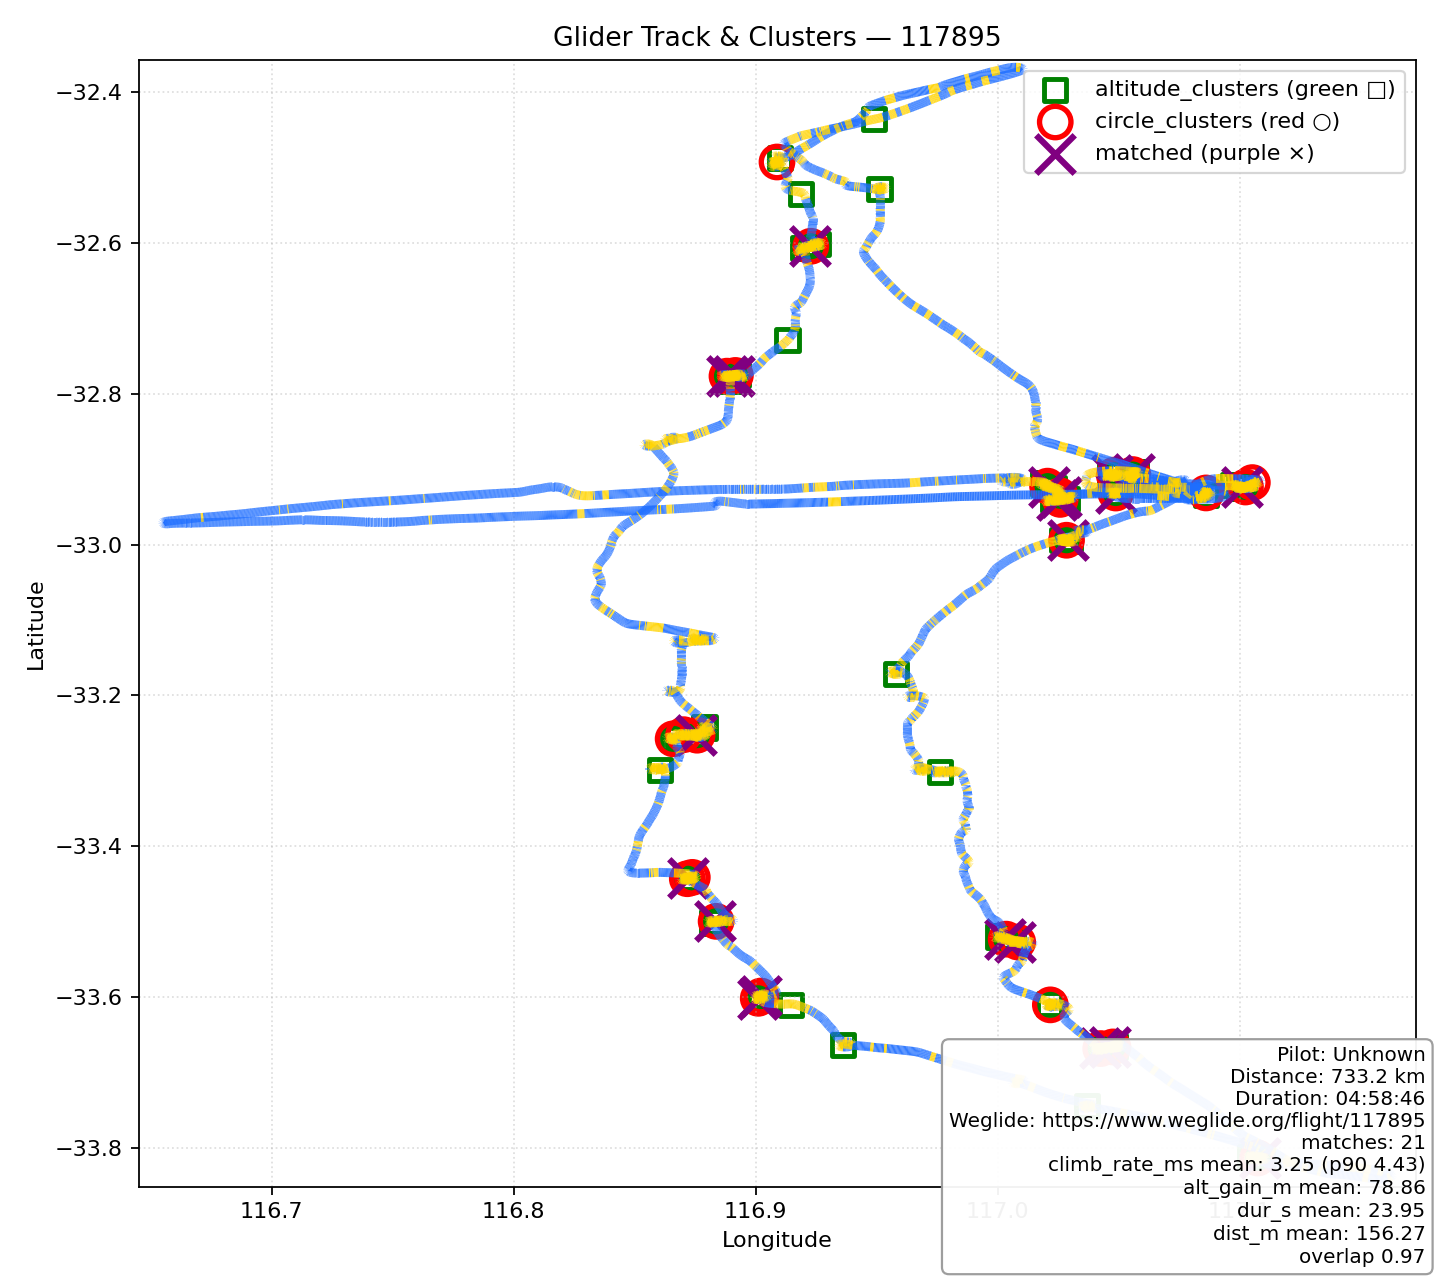 Glider Track & Clusters — 117895
altitude_clusters (green □)
circle_clusters (red ○)
matched (purple ×)
Latitude
−32.4
−32.6
−32.8
−33.0
−33.2
−33.4
−33.6
−33.8
116.7
116.8
116.9
117.0
Longitude
Pilot: Unknown
Distance: 733.2 km
Duration: 04:58:46
Weglide: https://www.weglide.org/flight/117895
matches: 21
climb_rate_ms mean: 3.25 (p90 4.43)
alt_gain_m mean: 78.86
dur_s mean: 23.95
dist_m mean: 156.27
overlap 0.97